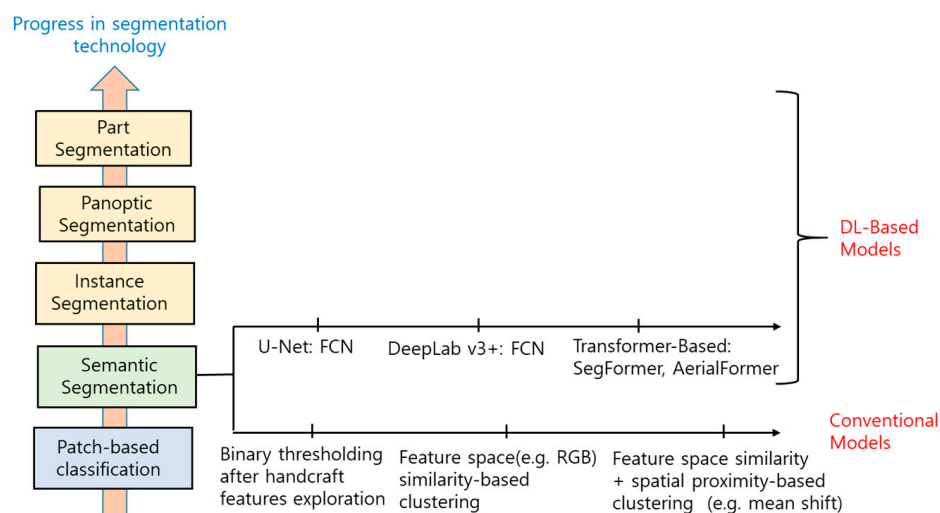 Progress in segmentation
technology
Part
Segmentation
Panoptic
Segmentation
Instance
Segmentation
Semantic
Segmentation
Patch-based
classification
U-Net: FCN
DeepLab v3+: FCN
Transformer-Based:
SegFormer, AerialFormer
DL-Based
Models
Binary thresholding
after handcraft
features exploration
Feature space(e.g. RGB)
similarity-based
clustering
Feature space similarity
+ spatial proximity-based
clustering (e.g. mean shift)
Conventional
Models